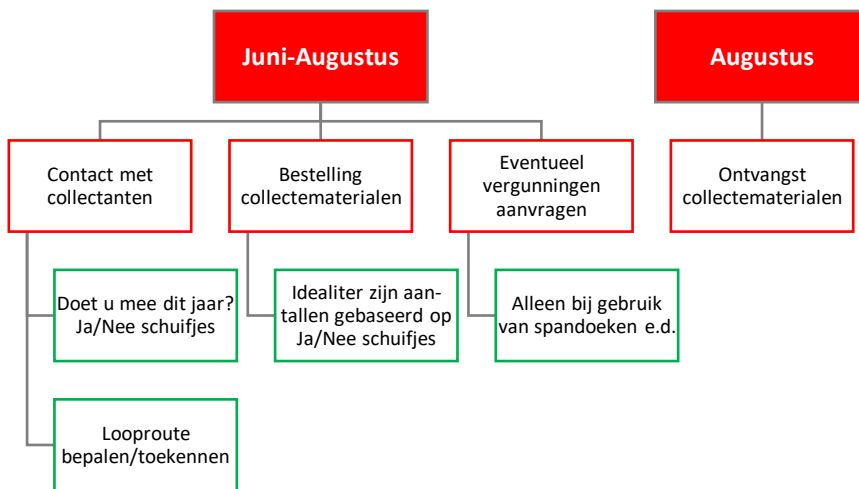 Juni-Augustus
Augustus
Contact met
collectanten
Bestelling
collectematerialen
Eventueel
vergunningen
aanvragen
Ontvangst
collectematerialen
Doet u mee dit jaar?
Ja/Nee schuifjes
Idealiter zijn aan-
tallen gebaseerd op
Ja/Nee schuifjes
Alleen bij gebruik
van spandoeken e.d.
Looproute
bepalen/toekennen